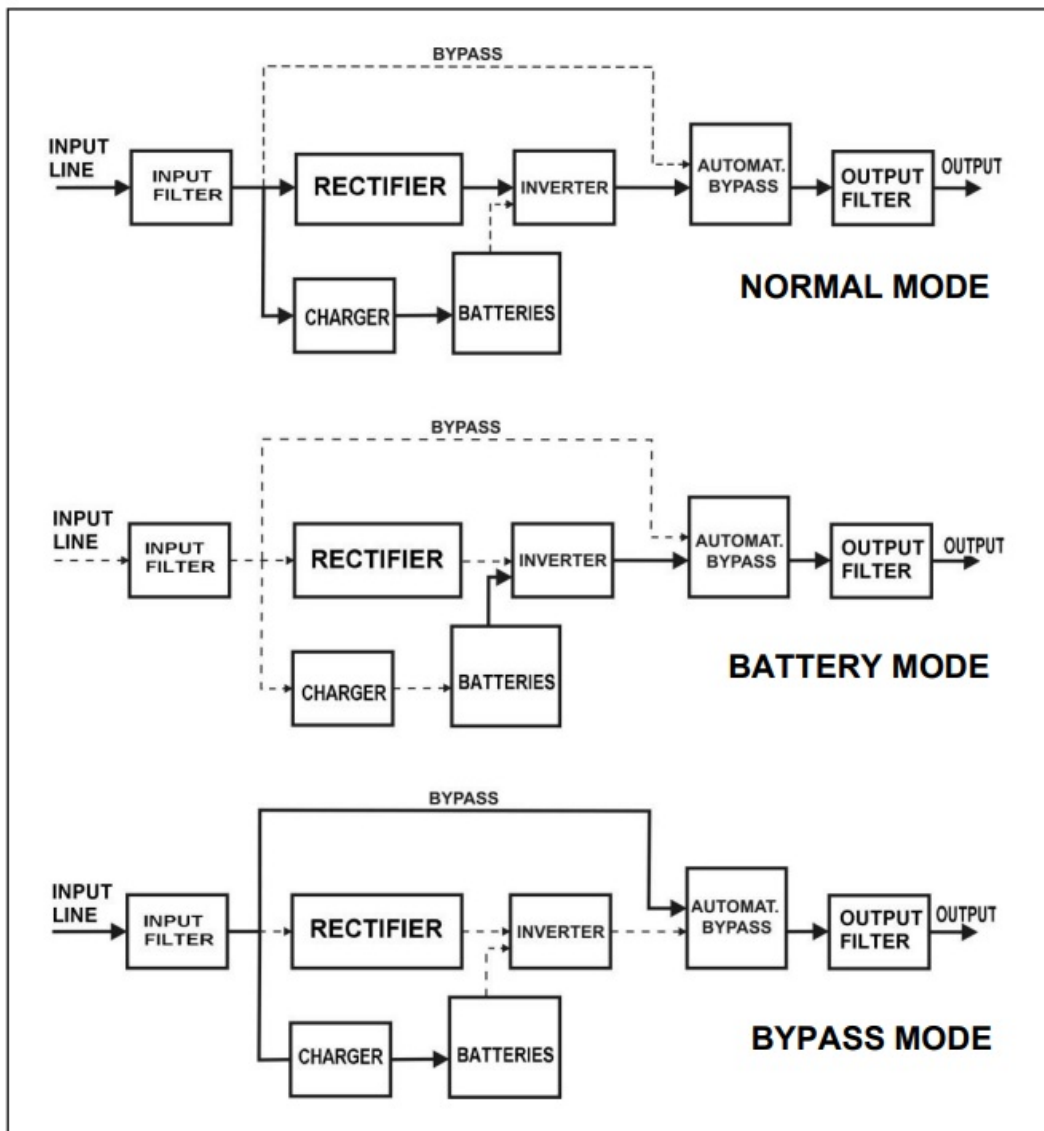 BYPASS
INPUT
LINE
INPUT
FILTER
RECTIFIER
INVERTER
AUTOMAT.
BYPASS
OUTPUT
FILTER
OUTPUT
CHARGER
BATTERIES
NORMAL MODE
BYPASS
INPUT
LINE
INPUT
FILTER
RECTIFIER
INVERTER
AUTOMAT.
BYPASS
OUTPUT
FILTER
OUTPUT
CHARGER
BATTERIES
BATTERY MODE
BYPASS
INPUT
LINE
INPUT
FILTER
RECTIFIER
INVERTER
AUTOMAT.
BYPASS
OUTPUT
FILTER
OUTPUT
CHARGER
BATTERIES
BYPASS MODE